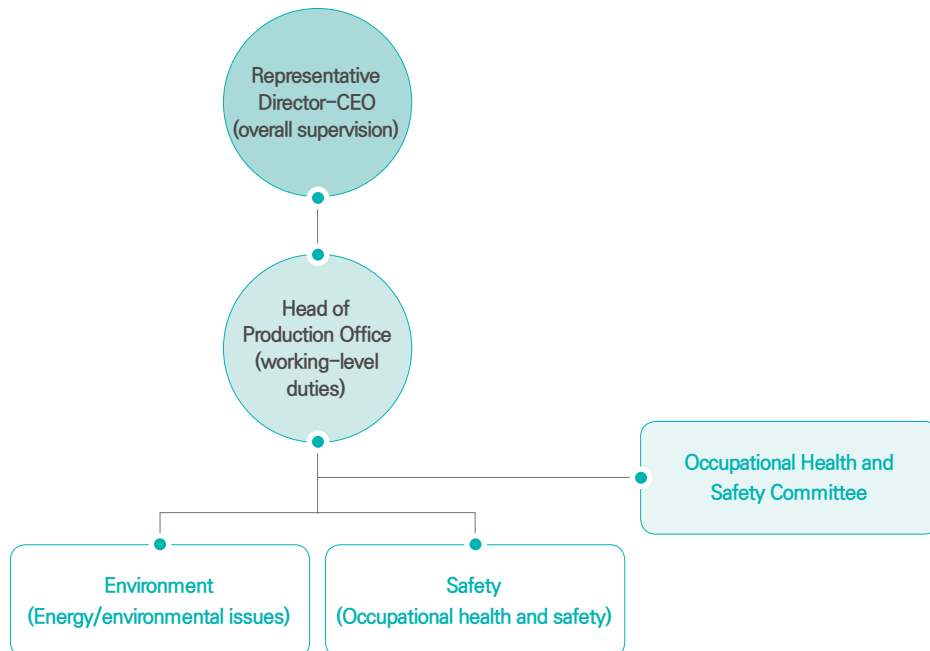 Representative
Director-CEO
(overall supervision)
Head of
Production Office
(working-level
duties)
Occupational Health and
Safety Committee
Environment
(Energy/environmental issues)
Safety
(Occupational health and safety)